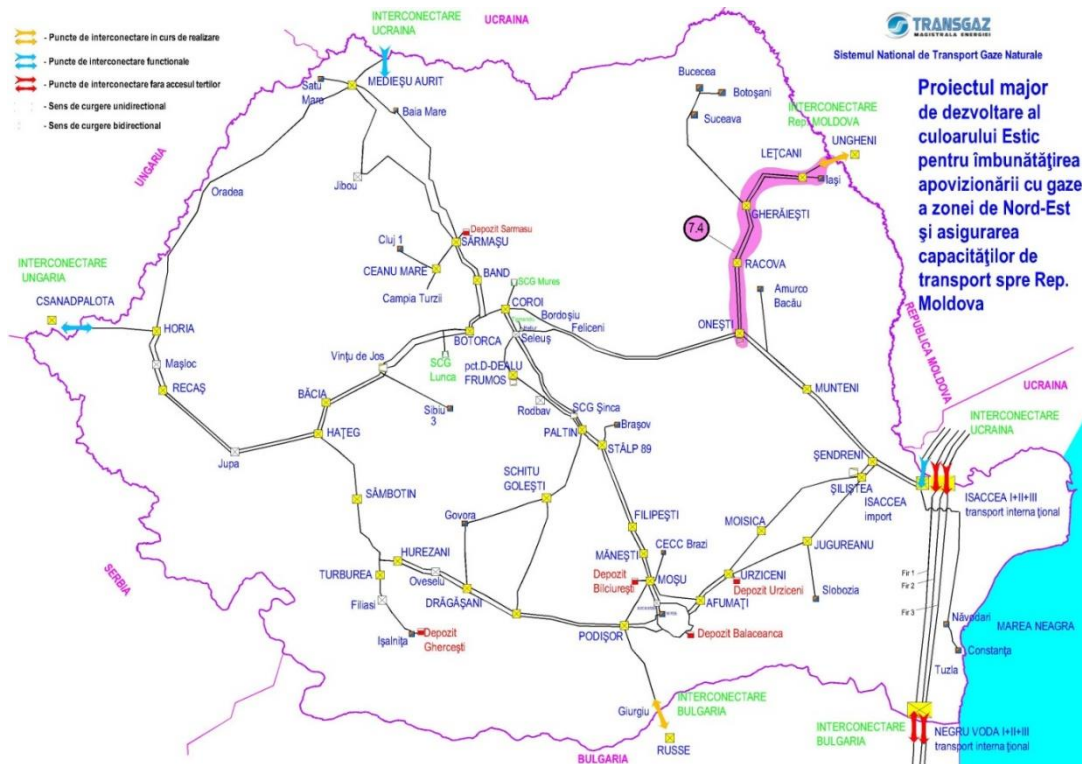 - Puncte de interconectare in curs de realizare
- Puncte de interconectare functionale
- Puncte de interconectare fara accesul tertilor
- Sens de curgere unidirectional
- Sens de curgere bidirectional
TRANSGAZ
MAGISTRALA ENERGIEI
Sistemul National de Transport Gaze Naturale
Proiectul major
de dezvoltare al
culoarului Estic
pentru îmbunătăţirea
apovizionării cu gaze
a zonei de Nord-Est
şi asigurarea
capacităţilor de
transport spre Rep.
Moldova
INTERCONECTARE
UCRAINA
UCRAINA
MEDIEŞU AURIT
Satu
Mare
Baia Mare
Bucecea
Botoşani
Suceava
INTERCONECTARE
Rep. MOLDOVA
UNGHENI
LEŢCANI
Iaşi
UNGARIA
Oradea
Jibou
GHERĂIEŞTI
7.4
Depozit Sarmasu
SĂRMAŞU
Cluj 1
CEANU MARE
Campia Turzii
BAND
RACOVA
INTERCONECTARE
UNGARIA
CSANADPALOTA
HORIA
SCG Mures
COROI
Bordoşiu
Feliceni
Seleuş
Amurco
Bacău
ONEŞTI
REPUBLICA MOLDOVA
Maşloc
RECAŞ
Vinţu de Jos
BOTORCA
SCG
Lunca
pct.D-DEALU
FRUMOS
MUNTENI
UCRAINA
BĂCIA
Sibiu
3
Rodbav
SCG Şinca
Braşov
INTERCONECTARE
UCRAINA
HAŢEG
Jupa
PALTIN
STÂLP 89
ŞENDRENI
ŞILIŞTEA
ISACCEA
import
ISACCEA I+II+III
transport interna ţional
SÂMBOTIN
SCHITU
GOLEŞTI
Govora
FILIPEŞTI
MOISICA
JUGUREANU
SERBIA
HUREZANI
Oveselu
TURBUREA
MĂNEŞTI
CECC Brazi
Depozit
Bilciureşti
MOŞU
URZICENI
Depozit Urziceni
Slobozia
Fir 1
Fir 2
Fir 3
Filiasi
DRĂGĂŞANI
AFUMAŢI
Năvodari
MAREA NEAGRA
Işalniţa
Depozit
Gherceşti
PODIŞOR
Depozit Balaceanca
Constanţa
Tuzla
Giurgiu
INTERCONECTARE
BULGARIA
RUSSE
BULGARIA
INTERCONECTARE
BULGARIA
NEGRU VODA I+II+III
transport interna ţional